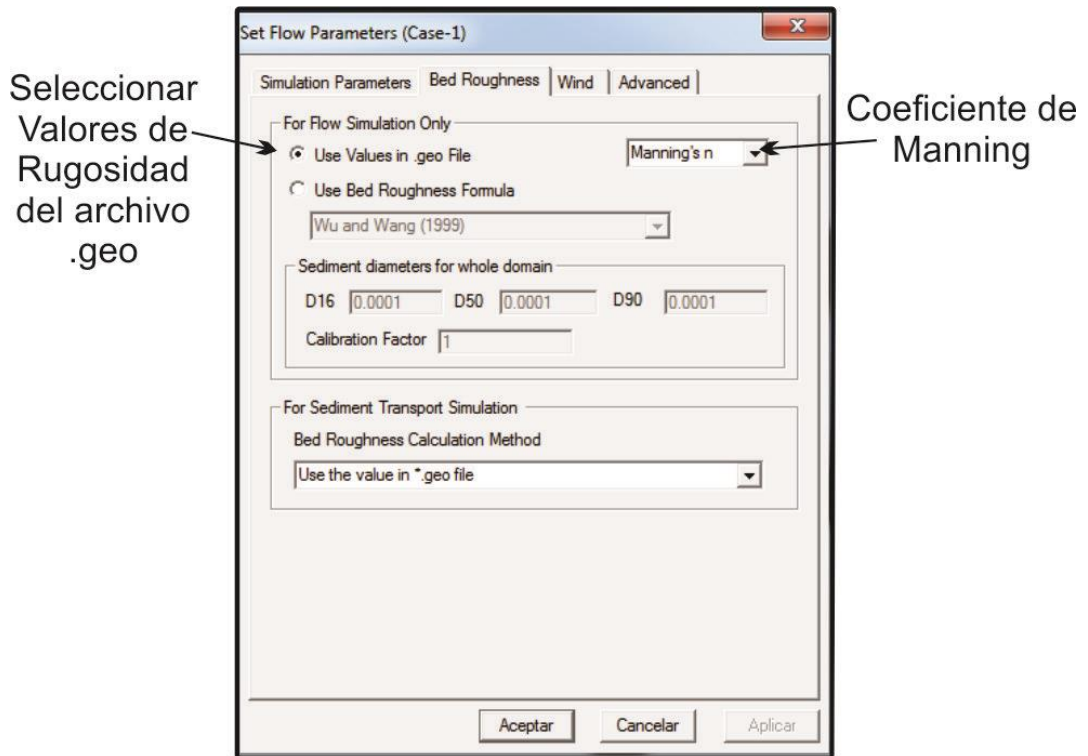 Set Flow Parameters (Case-1)
Seleccionar
Valores de
Rugosidad
del archivo
.geo
Simulation Parameters
Bed Roughness
Wind
Advanced
For Flow Simulation Only
Use Values in .geo File
Manning's n
Coeficiente de
Manning
Use Bed Roughness Formula
Wu and Wang (1999)
Sediment diameters for whole domain
D16 0.0001 D50 0.0001 D90 0.0001
Calibration Factor 1
For Sediment Transport Simulation
Bed Roughness Calculation Method
Use the value in *.geo file
Aceptar
Cancelar
Aplicar